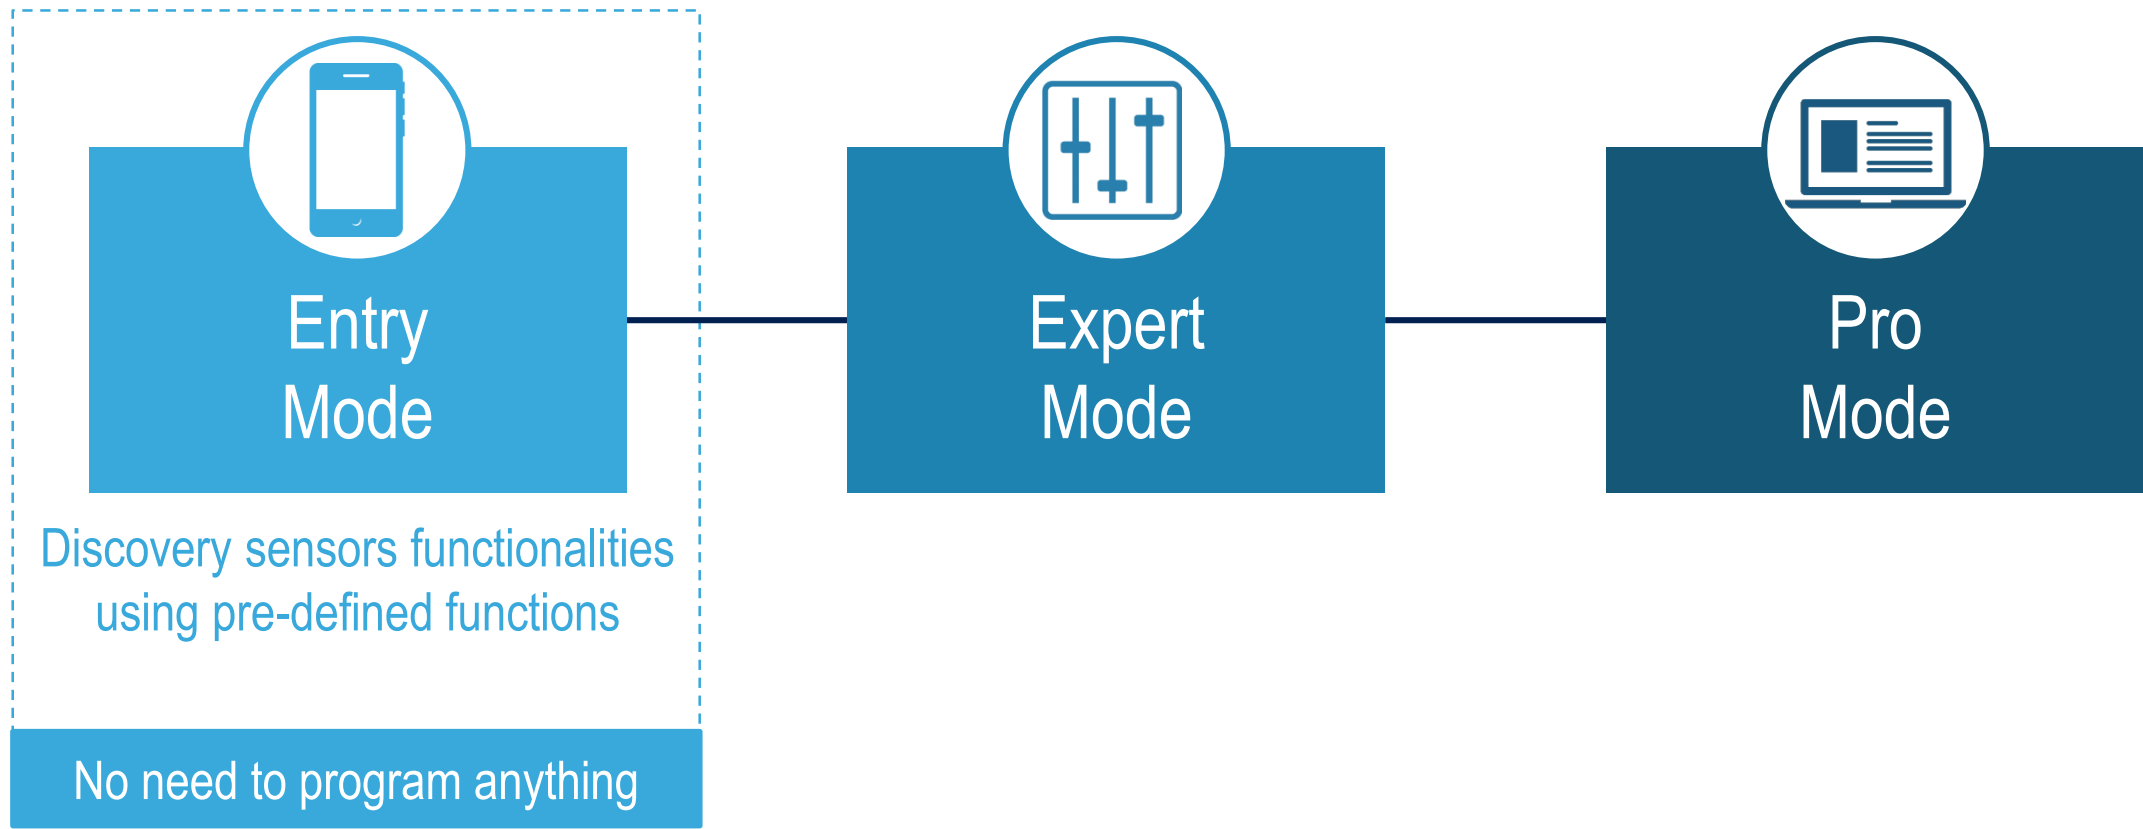 Entry
Mode
Expert
Mode
Pro
Mode
Discovery sensors functionalities
using pre-defined functions
No need to program anything